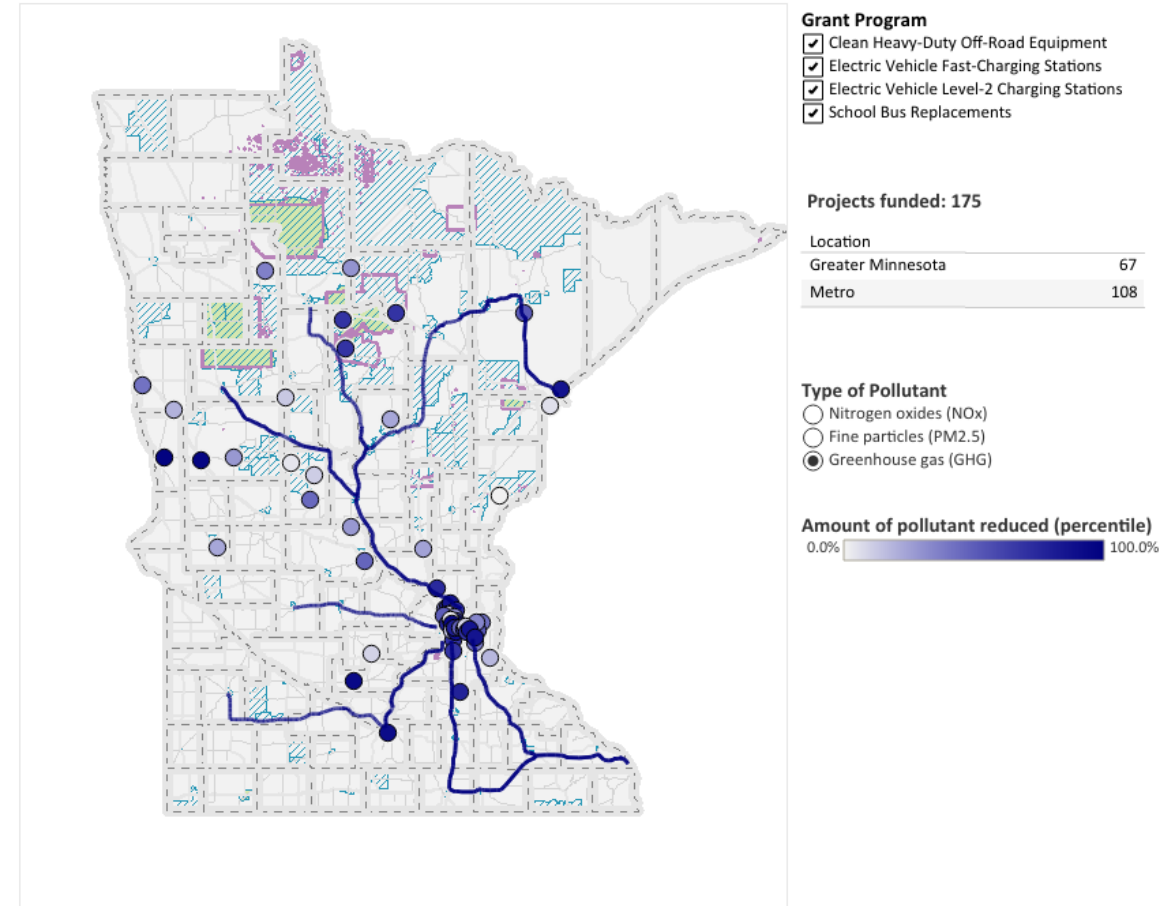 Grant Program
Clean Heavy-Duty Off-Road Equipment
Electric Vehicle Fast-Charging Stations
Electric Vehicle Level-2 Charging Stations
School Bus Replacements
Projects funded: 175
Location
Greater Minnesota 67
Metro 108
Type of Pollutant
Nitrogen oxides (NOx)
Fine particles (PM2.5)
Greenhouse gas (GHG)
Amount of pollutant reduced (percentile)
0.0% 100.0%